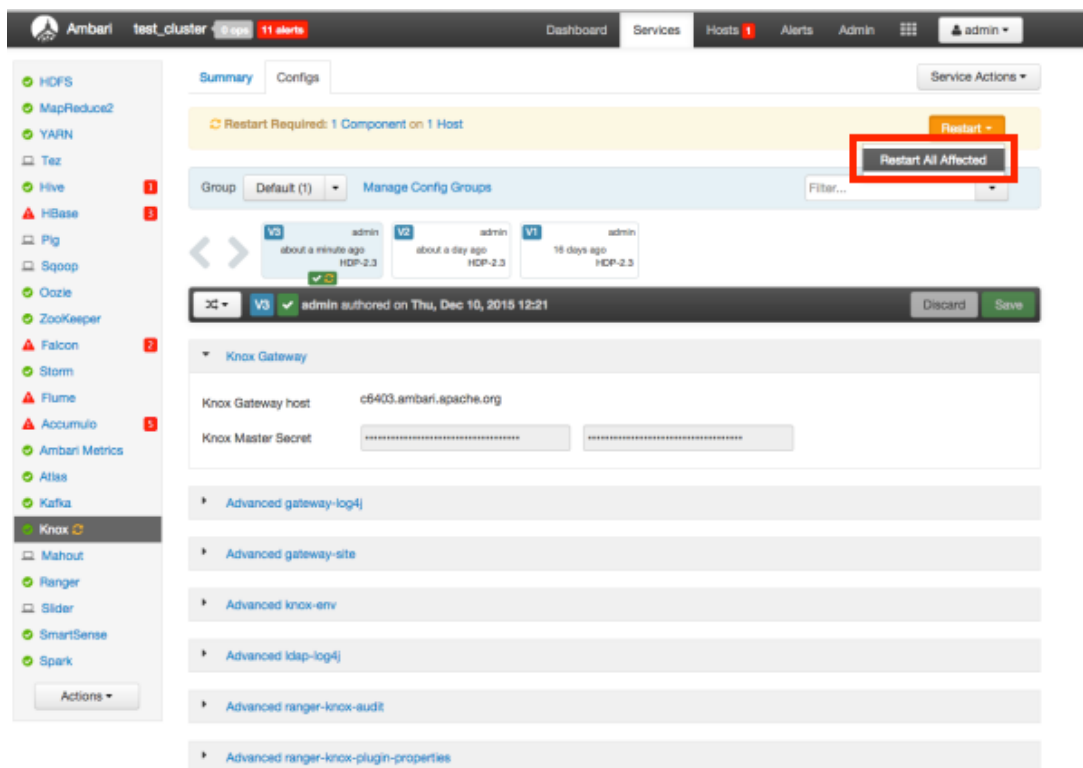 Ambari test_cluster 0 ops 11 alerts Dashboard Services Hosts 1 Alerts Admin admin
HDFS
MapReduce2
YARN
Tez
Hive 1
HBase 3
Pig
Sqoop
Oozie
ZooKeeper
Falcon 2
Storm
Flume
Accumulo 5
Ambari Metrics
Atlas
Kafka
Knox
Mahout
Ranger
Slider
SmartSense
Spark
Actions
Summary Configs Service Actions
Restart Required: 1 Component on 1 Host Restart
Restart All Affected
Group Default (1) Manage Config Groups Filter...
V3 admin V2 admin V1 admin
about a minute ago about a day ago 16 days ago
HDP-2.3 HDP-2.3 HDP-2.3
V3 admin authored on Thu, Dec 10, 2015 12:21 Discard Save
Knox Gateway
Knox Gateway host c6403.ambari.apache.org
Knox Master Secret
Advanced gateway-log4j
Advanced gateway-site
Advanced knox-env
Advanced ldap-log4j
Advanced ranger-knox-audit
Advanced ranger-knox-plugin-properties